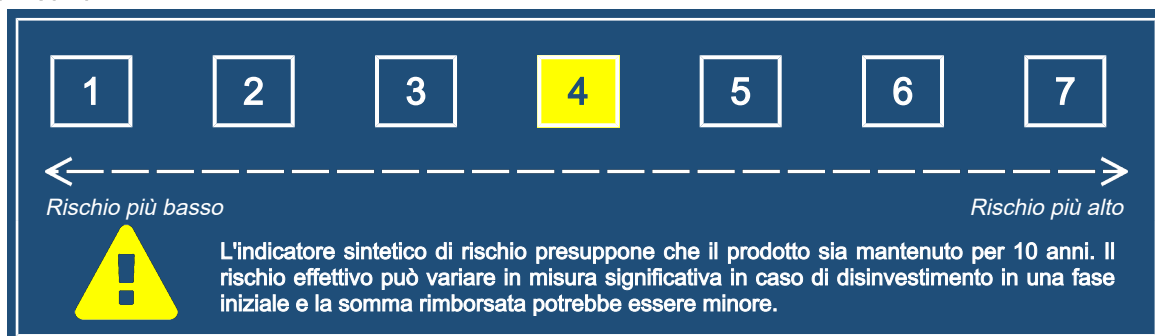 1 2 3 4 5 6 7
Rischio più basso Rischio più alto
L'indicatore sintetico di rischio presuppone che il prodotto sia mantenuto per 10 anni. Il
rischio effettivo può variare in misura significativa in caso di disinvestimento in una fase
iniziale e la somma rimborsata potrebbe essere minore.